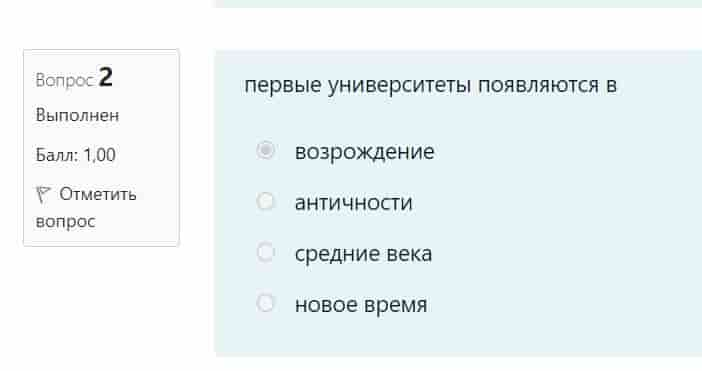 Вопрос 2
Выполнен
Балл: 1,00
Отметить
вопрос
первые университеты появляются в
возрождение
античности
средние века
новое время